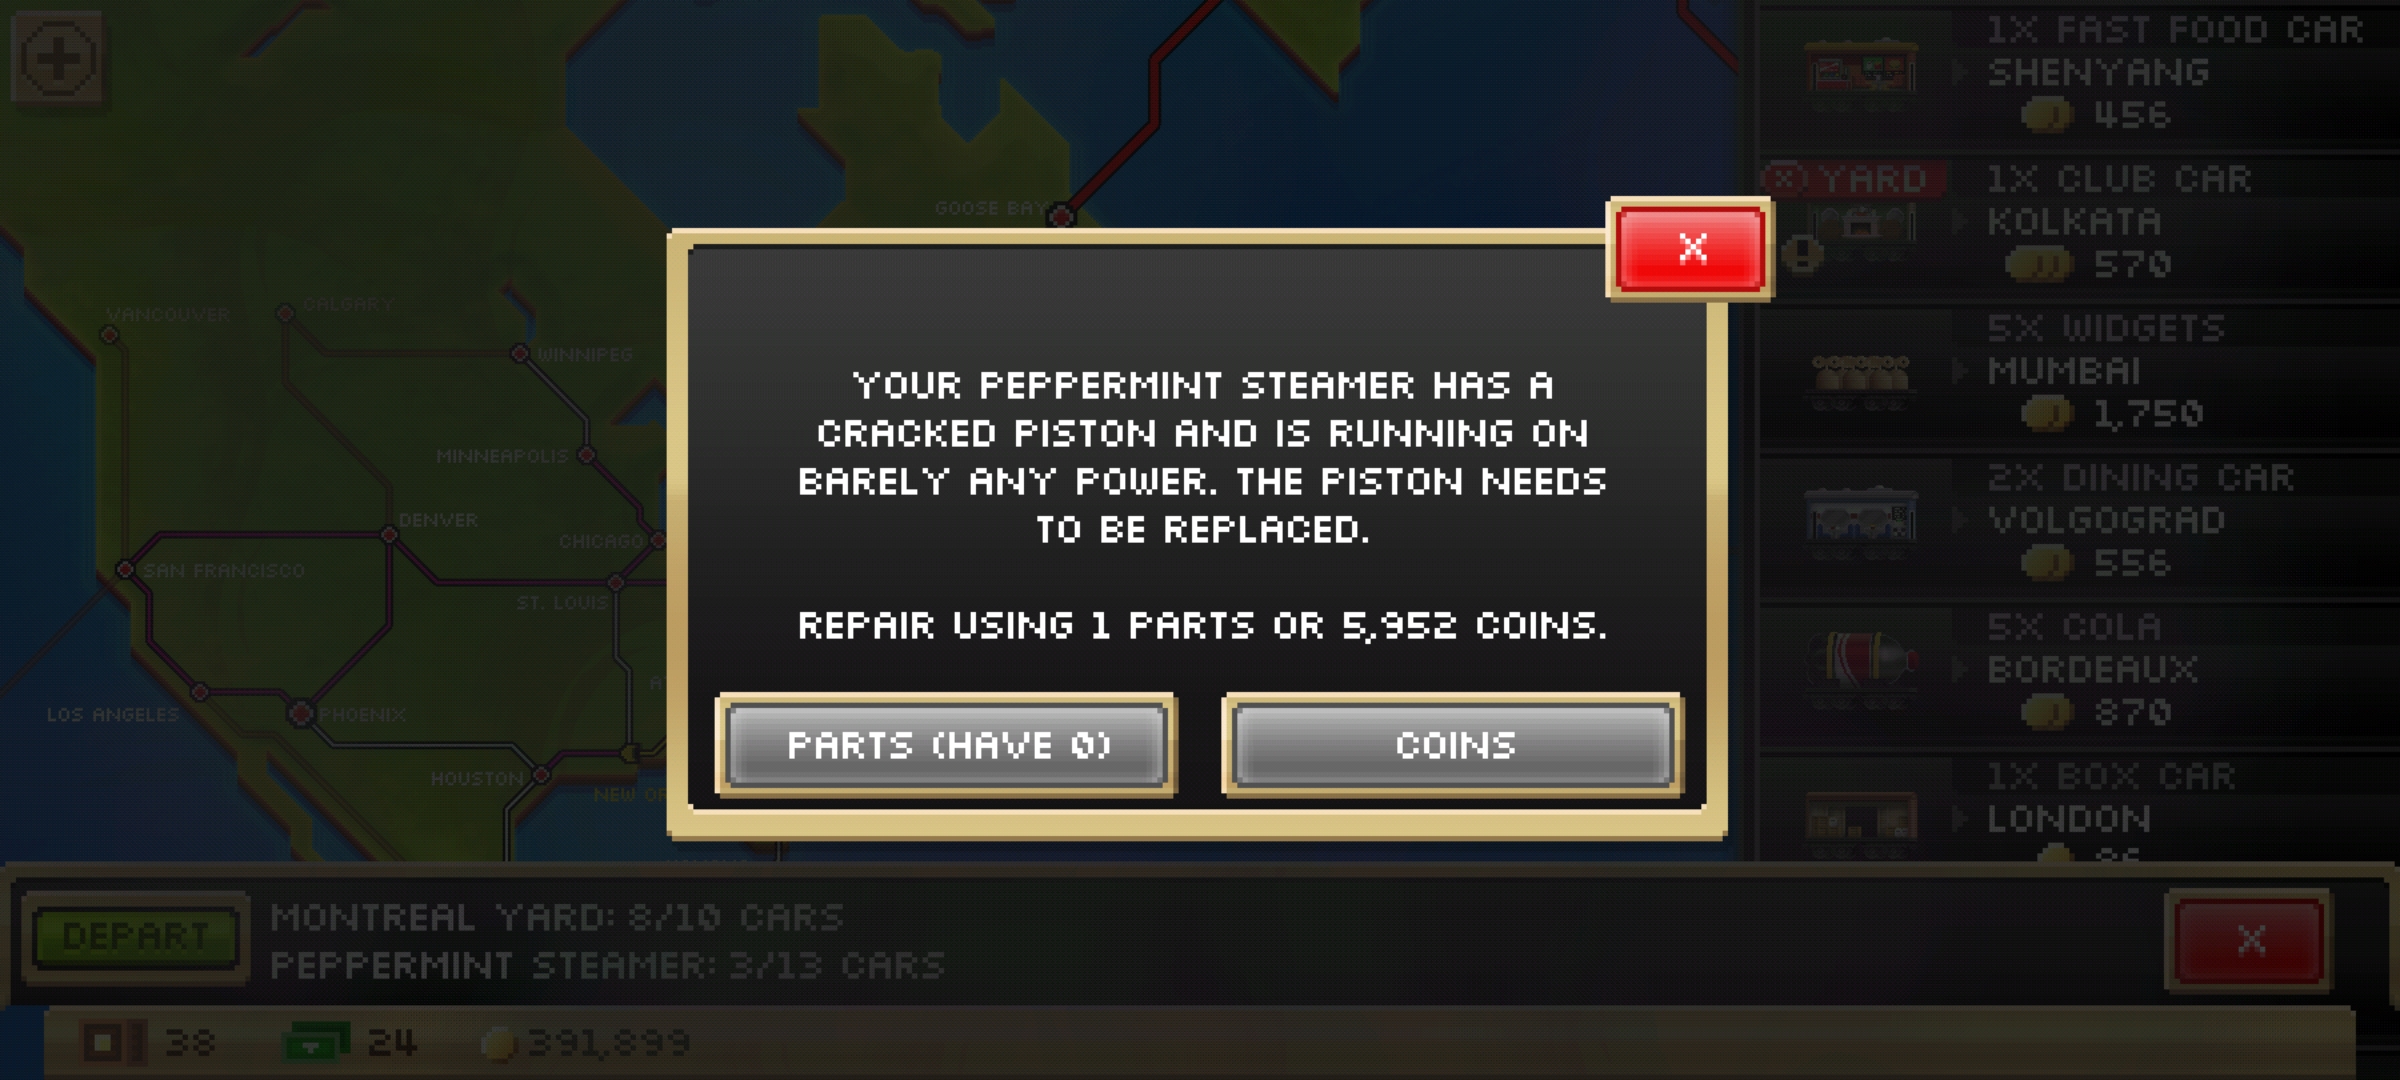 1X FAST FOOD CAR
SHENYANG
456
YARD
1X CLUB CAR
KOLKATA
570
5X WIDGETS
MUMBAI
1,750
2X DINING CAR
VOLGOGRAD
556
5X COLA
BORDEAUX
870
1X BOX CAR
LONDON
GOOSE BAY
VANCOUVER
CALGARY
WINNIPEG
MINNEAPOLIS
DENVER
CHICAGO
SAN FRANCISCO
ST. LOUIS
LOS ANGELES
PHOENIX
HOUSTON
NEW OR
X
YOUR PEPPERMINT STEAMER HAS A
CRACKED PISTON AND IS RUNNING ON
BARELY ANY POWER. THE PISTON NEEDS
TO BE REPLACED.
REPAIR USING 1 PARTS OR 5,952 COINS.
PARTS (HAVE 0)
COINS
DEPART
MONTREAL YARD: 8/10 CARS
PEPPERMINT STEAMER: 3/13 CARS
X
38
24
391,899